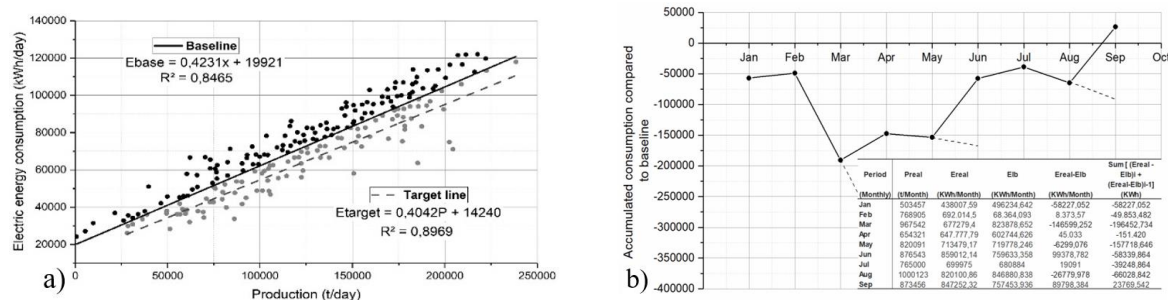 140000
120000
100000
80000
60000
40000
20000
0
Electric energy consumption (kWh/day)
Baseline
Ebase = 0,4231x + 19921
R² = 0,8465
Target line
Etarget = 0,4042P + 14240
R² = 0,8969
0 50000 100000 150000 200000 250000
Production (t/day)
a)
50000
0
-50000
-100000
-150000
-200000
-250000
-300000
-350000
-400000
Accumulated consumption compared
to baseline
Jan Feb Mar Apr May Jun Jul Aug Sep Oct
Period Preal Ereal Elb Ereal-Elb Sum[ (Ereal - Elb)i + (Ereal-Elb)i-1]
(Monthly) (t/Month) (KWh/Month) (KWh/Month) (KWh/Month) (KWh)
Jan 503457 438007,59 496234,642 -58227,052 -58227,052
Feb 768905 692.014,5 68.364,093 8.373,57 -49.853,482
Mar 967542 677279,4 823878,652 -146599,252 -196452,734
Apr 654321 647.777,79 602744,626 45.033 -151.420
May 820091 713479,17 719778,246 -6299,076 -157718,646
Jun 876543 859012,14 759633,358 99378,782 -58339,864
Jul 765000 699975 680884 19091 -39248,864
Aug 1000123 820100,86 846880,838 -26779,978 -66028,842
Sep 873456 847252,32 757453,936 89798,384 23769,542
b)